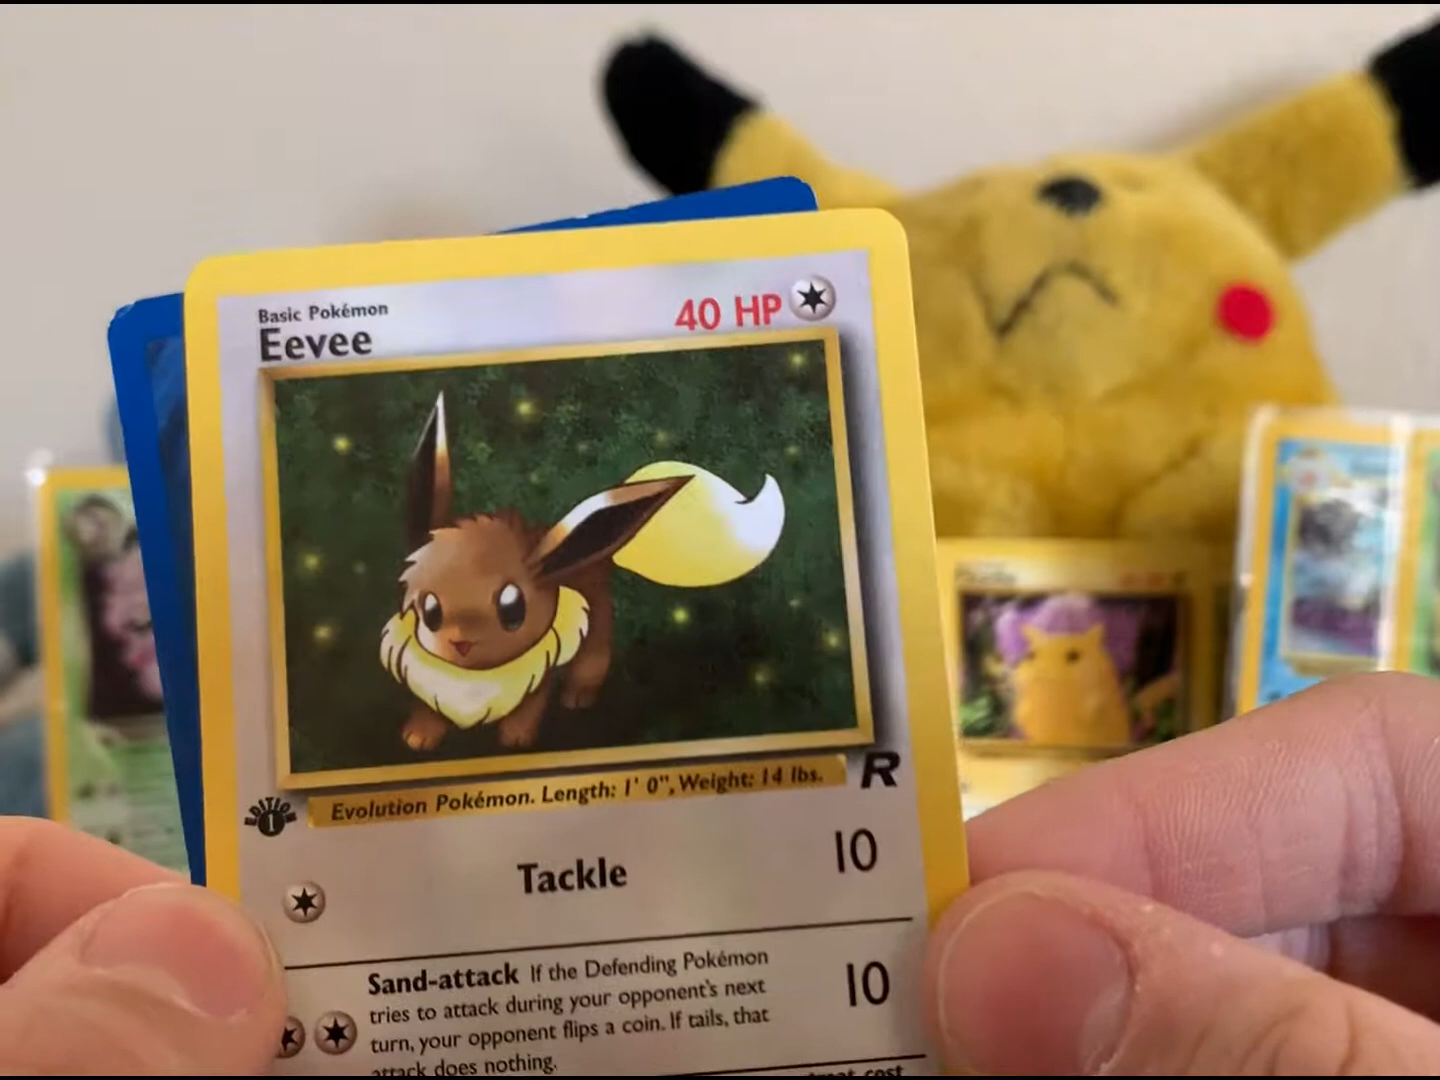 Basic Pokémon
Eevee
40 HP
Evolution Pokémon. Length: 1' 0", Weight: 14 lbs.
R
EDITION
1
Tackle
10
Sand-attack If the Defending Pokémon
tries to attack during your opponent's next
turn, your opponent flips a coin. If tails, that
attack does nothing.
10
cost